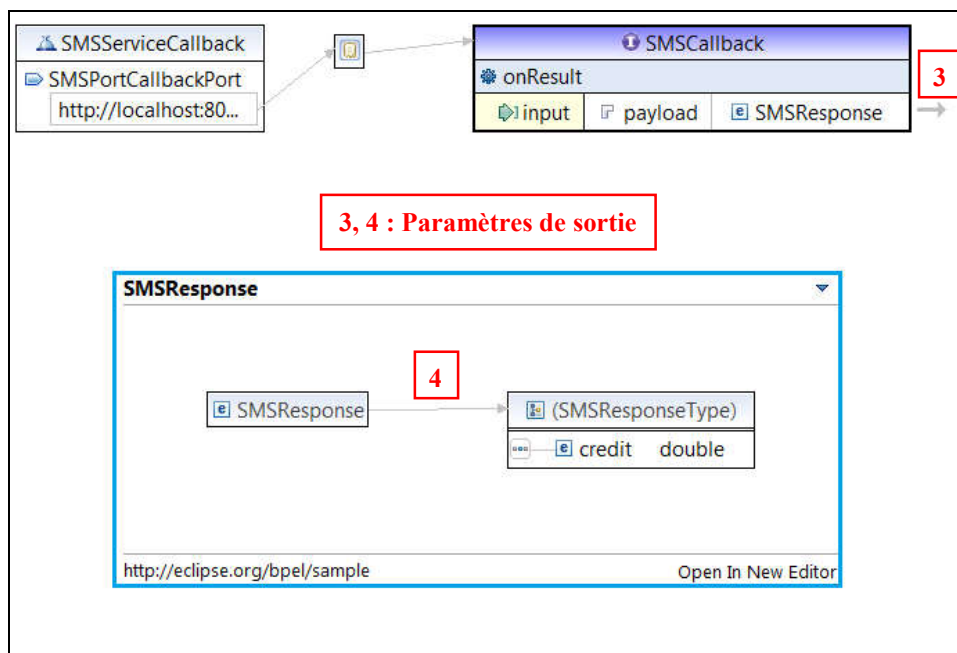 SMSServiceCallback
SMSPortCallbackPort
http://localhost:80...
SMSCallback
onResult
input payload SMSResponse
3
3, 4 : Paramètres de sortie
SMSResponse
4
SMSResponse
(SMSResponseType)
credit double
http://eclipse.org/bpel/sample
Open In New Editor